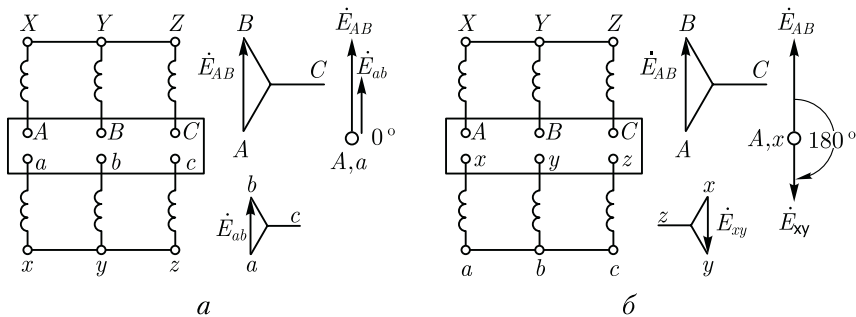 X Y Z
B
Ė_AB
C
A
Ė_AB
Ė_ab
0°
A, a
A B C
a b c
b
Ė_ab
c
a
x y z
а
X Y Z
B
Ė_AB
C
A
Ė_AB
A, x 180°
Ė_xy
A B C
x y z
x
z
Ė_xy
y
a b c
б